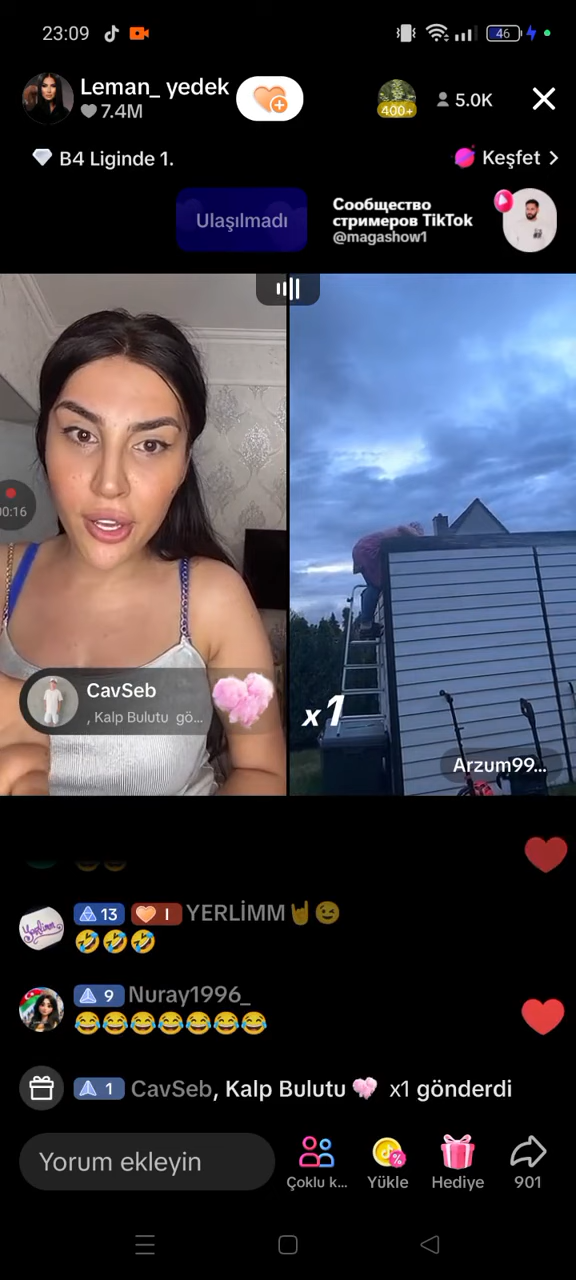 23:09
46
Leman_ yedek
7.4M
400+
5.0K
B4 Liginde 1.
Keşfet
Ulaşılmadı
Сообщество
стримеров TikTok
@magashow1
00:16
CavSeb
, Kalp Bulutu gö...
x1
Arzum99...
13 I YERLİMM🤘😉
🤣🤣🤣
9 Nuray1996_
😂😂😂😂😂😂😂
1 CavSeb, Kalp Bulutu x1 gönderdi
Yorum ekleyin
Çoklu k...
Yükle
Hediye
901